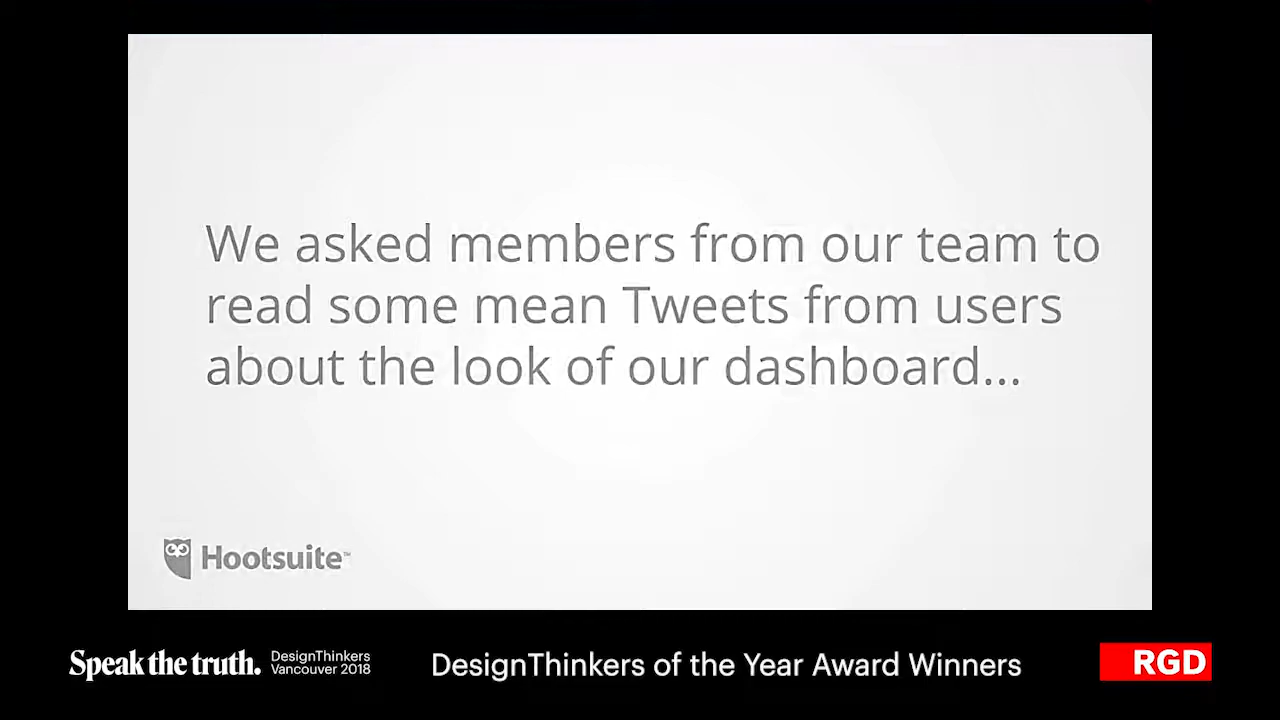 We asked members from our team to
read some mean Tweets from users
about the look of our dashboard...
Hootsuite™
Speak the truth.
DesignThinkers
Vancouver 2018
DesignThinkers of the Year Award Winners
RGD